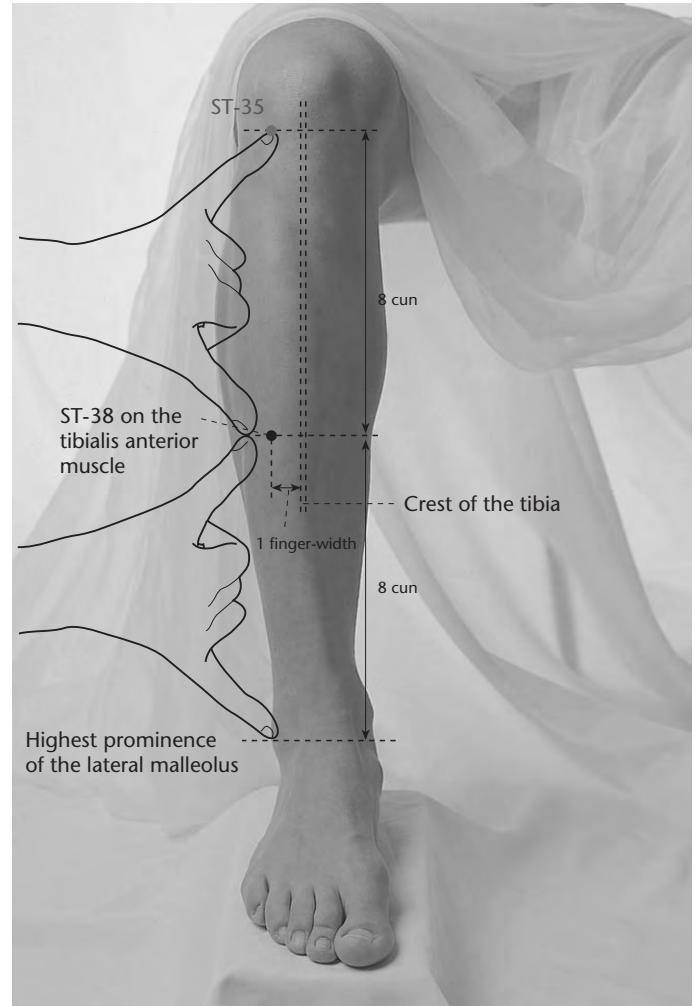 ST-35
8 cun
ST-38 on the
tibialis anterior
muscle
Crest of the tibia
1 finger-width
8 cun
Highest prominence
of the lateral malleolus